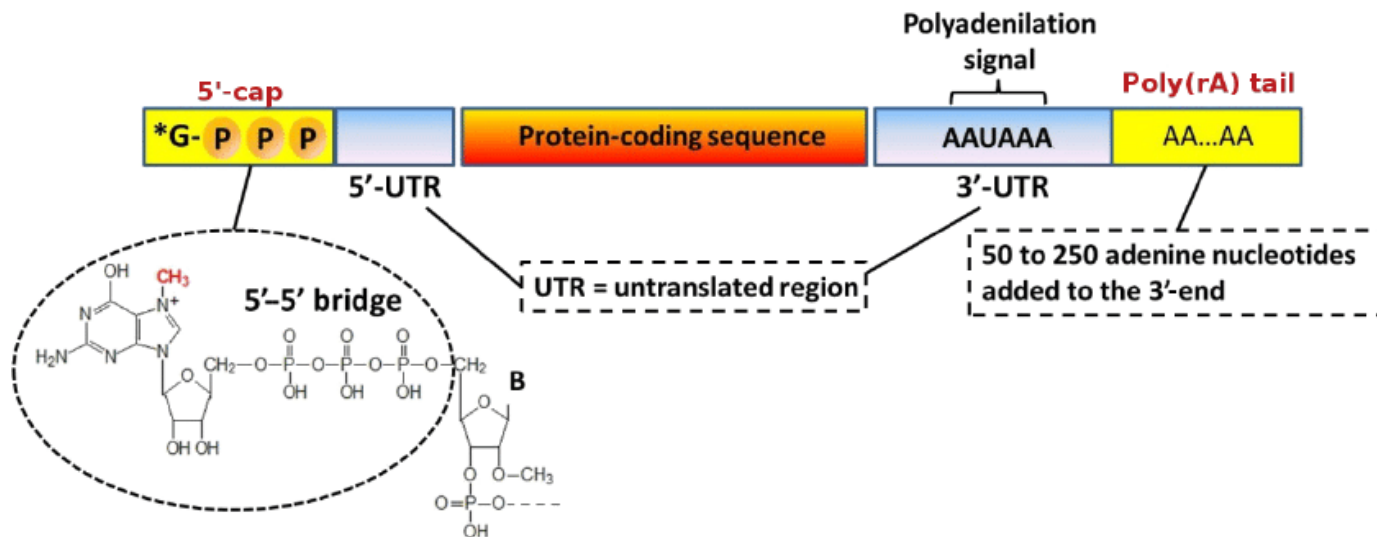 Polyadenilation
signal
5'-cap
Poly(rA) tail
*G- P P P
Protein-coding sequence
AAUAAA
AA...AA
5′-UTR
3′-UTR
UTR = untranslated region
50 to 250 adenine nucleotides
added to the 3′-end
5′–5′ bridge
OH
CH₃
N
N⁺
H₂N
N
N
O
CH₂–O–P–O–P–O–P–O–CH₂
O O O
OH OH OH
OH OH
B
O
O O–CH₃
O=P–O----
OH